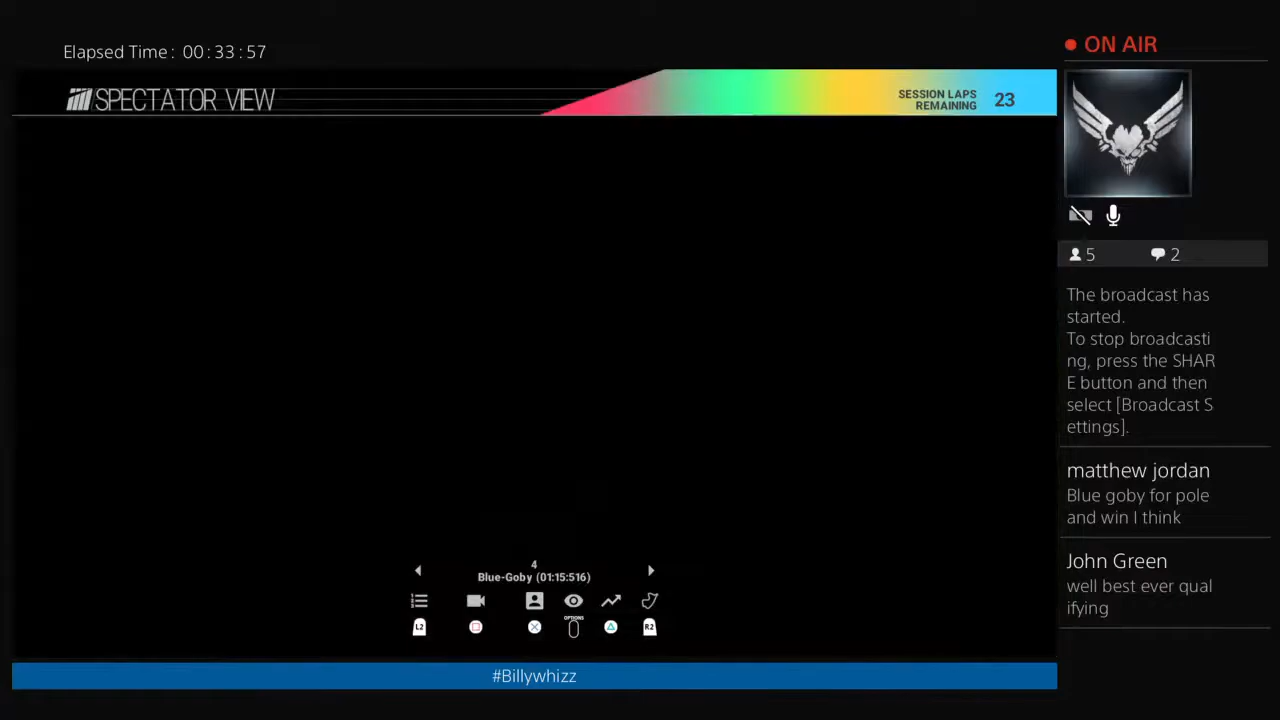 Elapsed Time: 00:33:57
ON AIR
SPECTATOR VIEW
SESSION LAPS
REMAINING
23
5
2
The broadcast has
started.
To stop broadcasti
ng, press the SHAR
E button and then
select [Broadcast S
ettings].
matthew jordan
Blue goby for pole
and win I think
John Green
well best ever qual
ifying
4
Blue-Goby (01:15:516)
OPTIONS
L2
R2
#Billywhizz